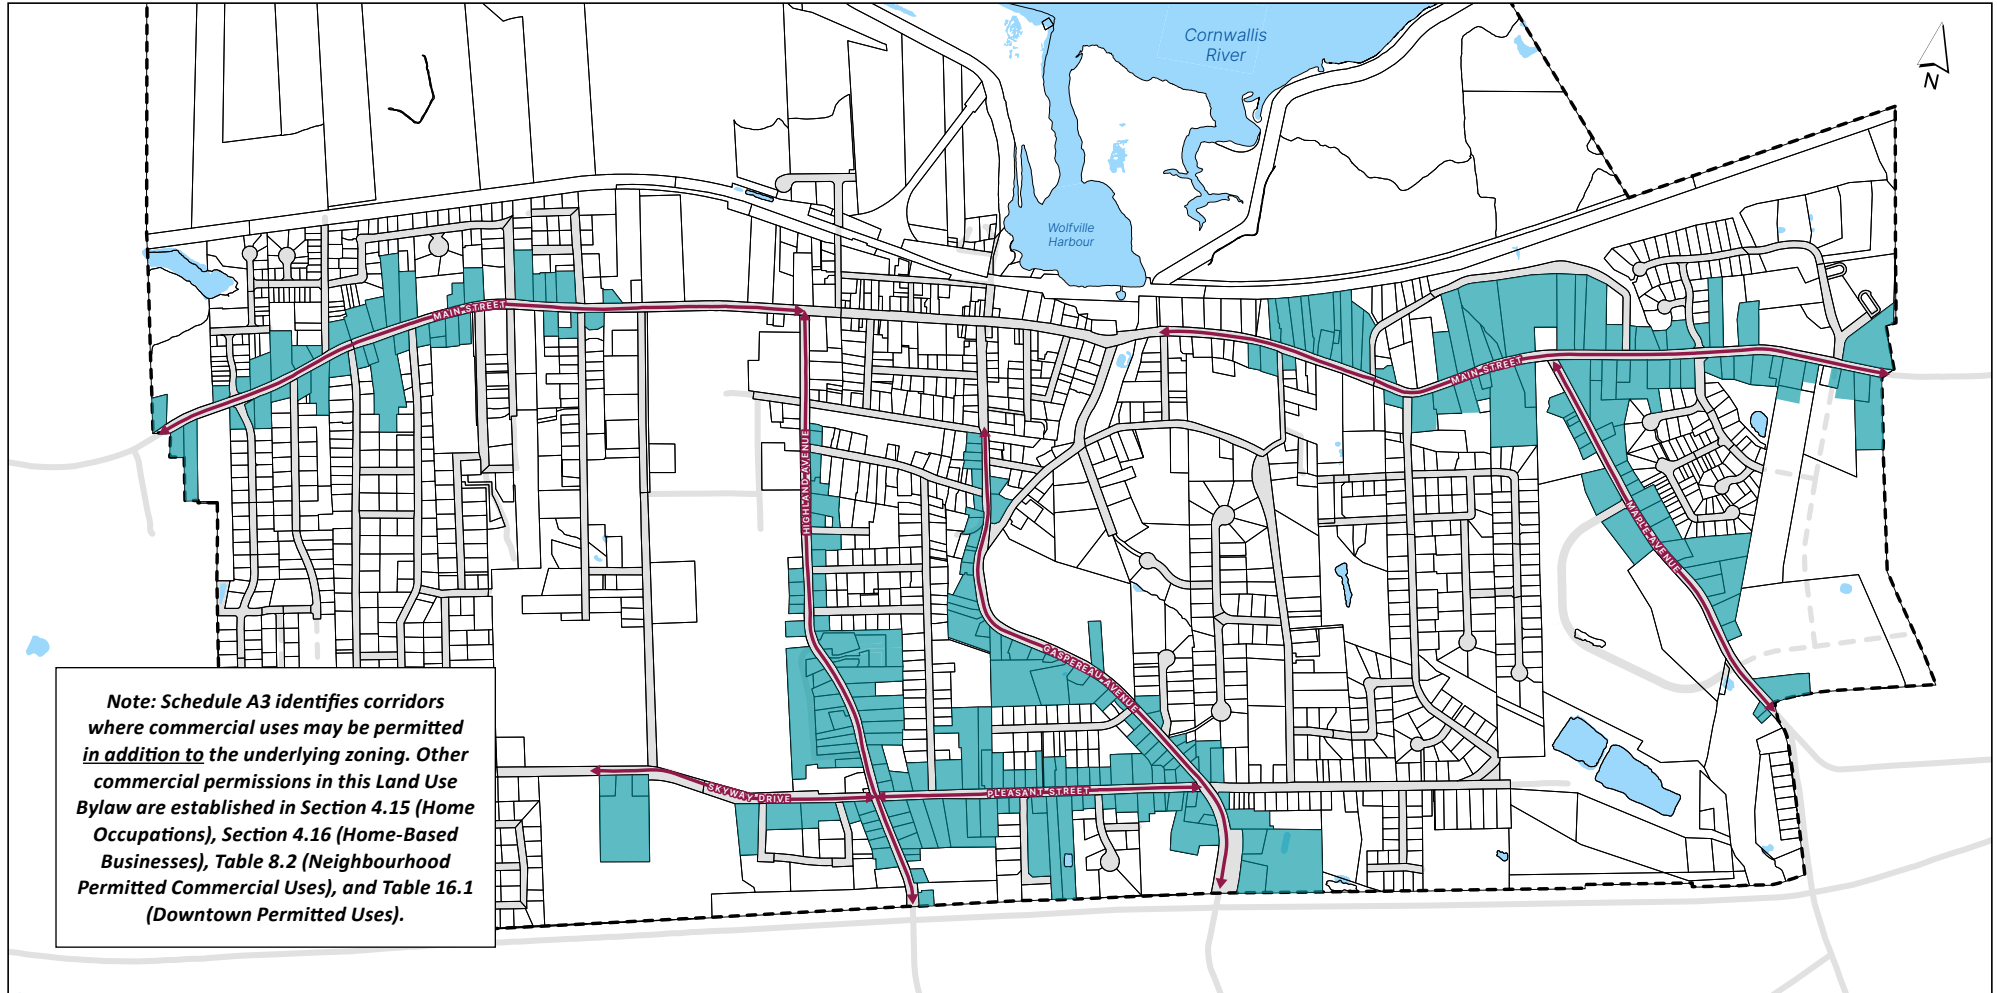 Cornwallis
River
N
Wolfville
Harbour
MAIN STREET
MAIN STREET
HIGHLAND AVENUE
MAPLE AVENUE
GASPEREAU AVENUE
SKYWAY DRIVE
PLEASANT STREET
Note: Schedule A3 identifies corridors
where commercial uses may be permitted
in addition to the underlying zoning. Other
commercial permissions in this Land Use
Bylaw are established in Section 4.15 (Home
Occupations), Section 4.16 (Home-Based
Businesses), Table 8.2 (Neighbourhood
Permitted Commercial Uses), and Table 16.1
(Downtown Permitted Uses).